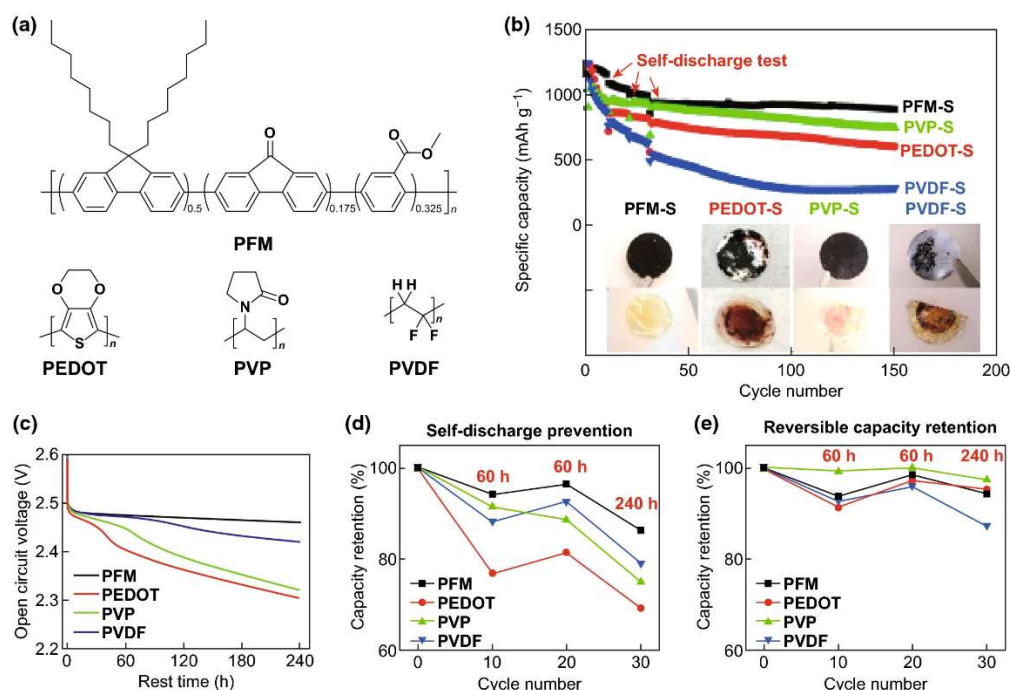 (a)
O
O
O
0.5
0.175
0.325
n
PFM
O
O
S
n
PEDOT
N
O
n
PVP
H
H
F
F
n
PVDF
(b)
1500
1000
500
0
Specific capacity (mAh g⁻¹)
Self-discharge test
PFM-S
PVP-S
PEDOT-S
PVDF-S
PFM-S
PEDOT-S
PVP-S
PVDF-S
0
50
100
150
200
Cycle number
(c)
2.6
2.5
2.4
2.3
2.2
Open circuit voltage (V)
PFM
PEDOT
PVP
PVDF
0
60
120
180
240
Rest time (h)
(d)
Self-discharge prevention
100
80
60
Capacity retention (%)
60 h
60 h
240 h
PFM
PEDOT
PVP
PVDF
0
10
20
30
Cycle number
(e)
Reversible capacity retention
100
80
60
Capacity retention (%)
60 h
60 h
240 h
PFM
PEDOT
PVP
PVDF
0
10
20
30
Cycle number